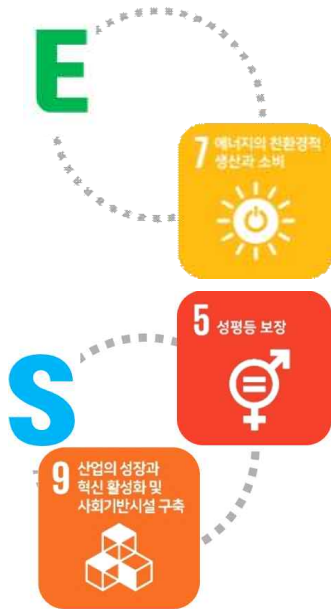 E
7 에너지의 친환경적
생산과 소비
5 성평등 보장
S
9 산업의 성장과
혁신 활성화 및
사회기반시설 구축